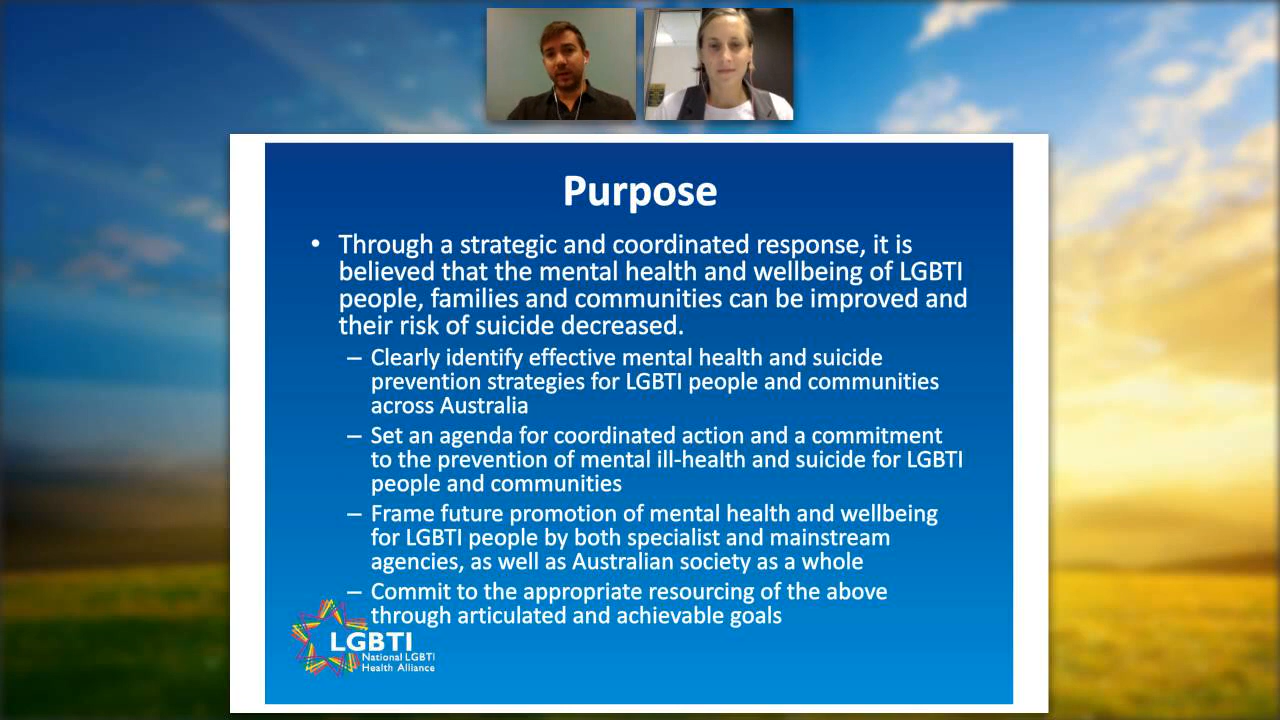 Purpose
• Through a strategic and coordinated response, it is
believed that the mental health and wellbeing of LGBTI
people, families and communities can be improved and
their risk of suicide decreased.
– Clearly identify effective mental health and suicide
prevention strategies for LGBTI people and communities
across Australia
– Set an agenda for coordinated action and a commitment
to the prevention of mental ill-health and suicide for LGBTI
people and communities
– Frame future promotion of mental health and wellbeing
for LGBTI people by both specialist and mainstream
agencies, as well as Australian society as a whole
– Commit to the appropriate resourcing of the above
through articulated and achievable goals
LGBTI
National LGBTI
Health Alliance